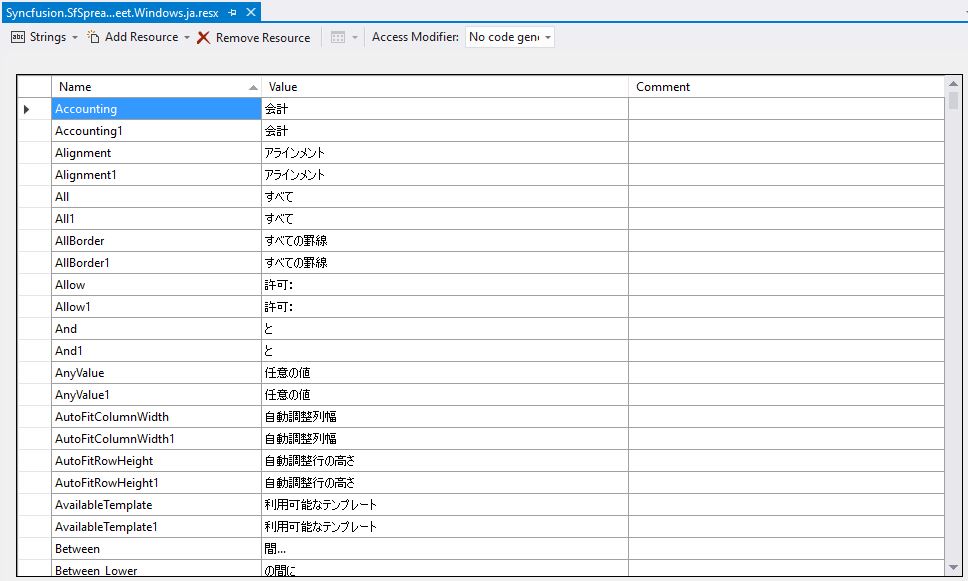 Syncfusion.SfSprea...eet.Windows.ja.resx
abc Strings Add Resource Remove Resource Access Modifier: No code gen
Name Value Comment
Accounting 会計
Accounting1 会計
Alignment アラインメント
Alignment1 アラインメント
All すべて
All1 すべて
AllBorder すべての罫線
AllBorder1 すべての罫線
Allow 許可:
Allow1 許可:
And と
And1 と
AnyValue 任意の値
AnyValue1 任意の値
AutoFitColumnWidth 自動調整列幅
AutoFitColumnWidth1 自動調整列幅
AutoFitRowHeight 自動調整行の高さ
AutoFitRowHeight1 自動調整行の高さ
AvailableTemplate 利用可能なテンプレート
AvailableTemplate1 利用可能なテンプレート
Between 間...
Between_Lower の間に